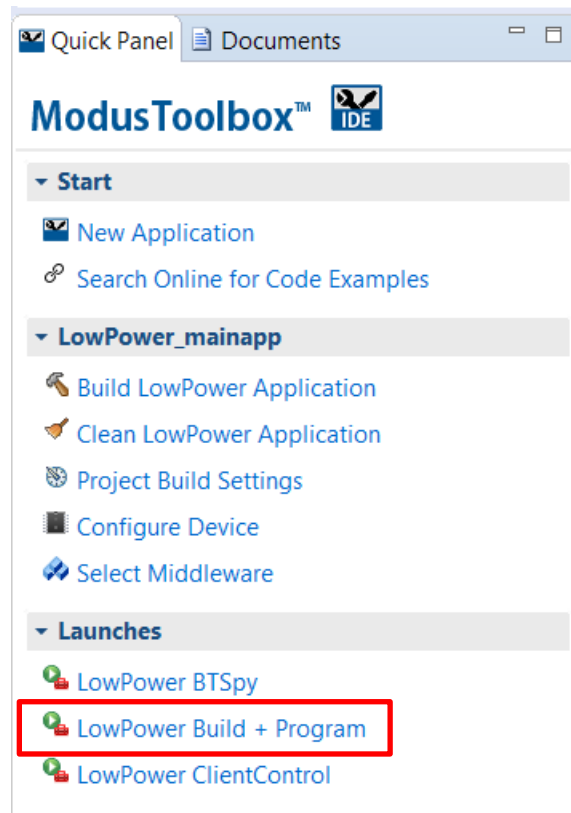 Quick Panel Documents
ModusToolbox™ IDE
Start
New Application
Search Online for Code Examples
LowPower_mainapp
Build LowPower Application
Clean LowPower Application
Project Build Settings
Configure Device
Select Middleware
Launches
LowPower BTSpy
LowPower Build + Program
LowPower ClientControl